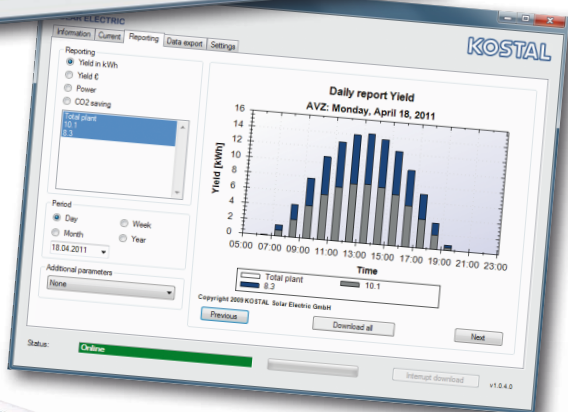 ELECTRIC
Information Current Reporting Data export Settings
KOSTAL
Reporting
Yield in kWh
Yield €
Power
CO2 saving
Total plant
10.1
8.3
Period
Day
Week
Month
Year
18.04.2011
Additional parameters
None
Daily report Yield
AVZ: Monday, April 18, 2011
Yield [kWh]
16
14
12
10
8
6
4
2
0
05:00 07:00 09:00 11:00 13:00 15:00 17:00 19:00 21:00 23:00
Time
Total plant
8.3
10.1
Copyright 2009 KOSTAL Solar Electric GmbH
Previous
Download all
Next
Status:
Online
Interrupt download
v1.0.4.0